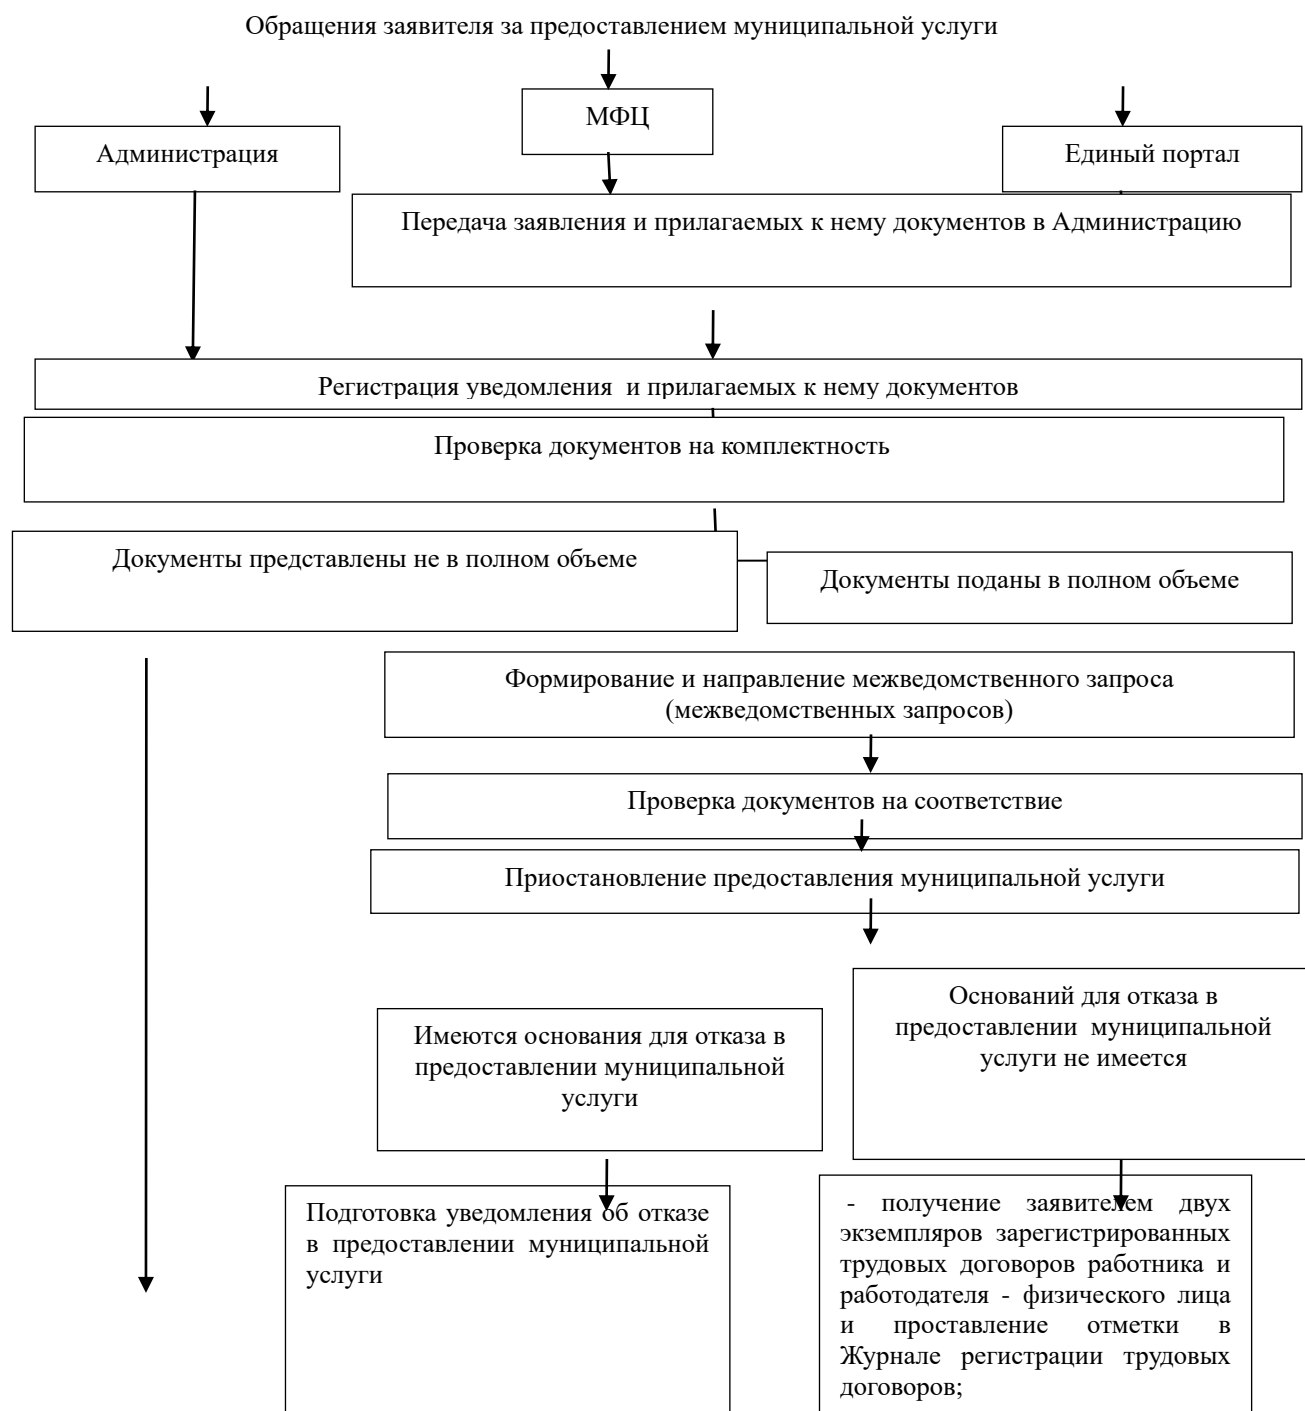 Обращения заявителя за предоставлением муниципальной услуги
МФЦ
Администрация
Единый портал
Передача заявления и прилагаемых к нему документов в Администрацию
Регистрация уведомления и прилагаемых к нему документов
Проверка документов на комплектность
Документы представлены не в полном объеме
Документы поданы в полном объеме
Формирование и направление межведомственного запроса
(межведомственных запросов)
Проверка документов на соответствие
Приостановление предоставления муниципальной услуги
Имеются основания для отказа в
предоставлении муниципальной
услуги
Оснований для отказа в
предоставлении муниципальной
услуги не имеется
Подготовка уведомления об отказе
в предоставлении муниципальной
услуги
- получение заявителем двух
экземпляров зарегистрированных
трудовых договоров работника и
работодателя - физического лица
и проставление отметки в
Журнале регистрации трудовых
договоров;